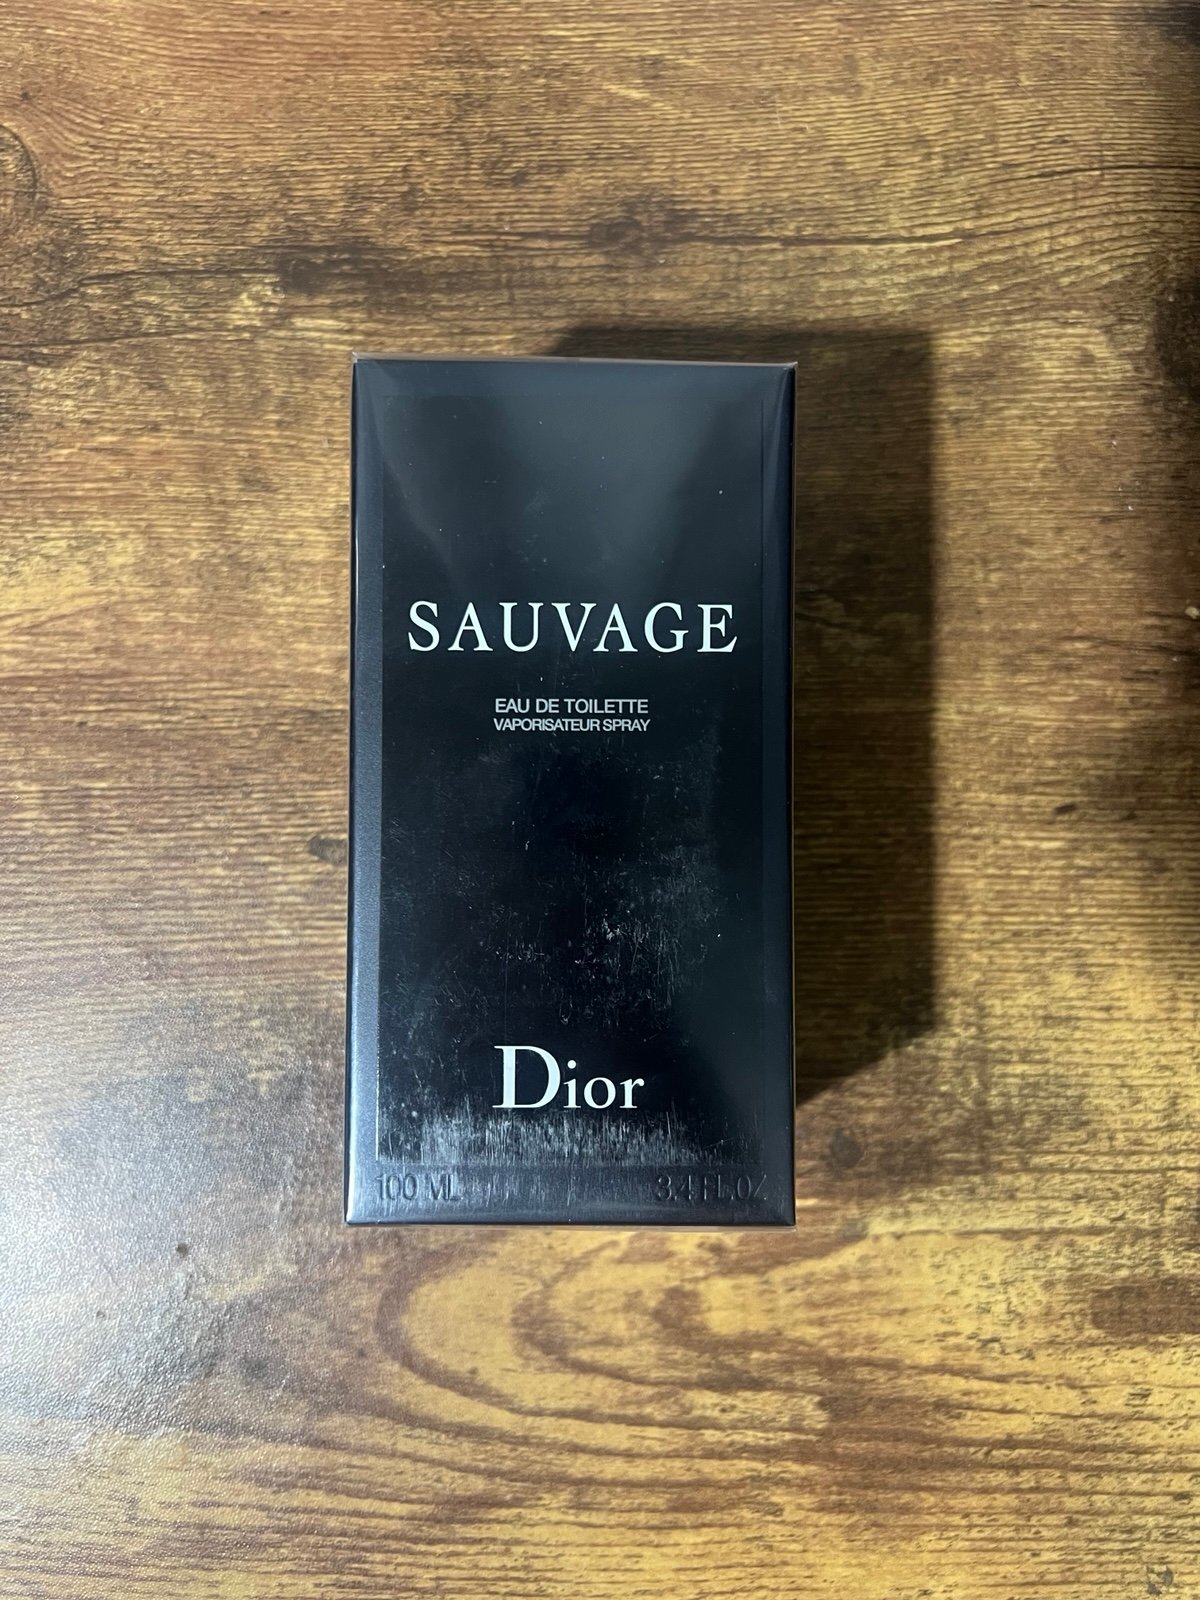 SAUVAGE
EAU DE TOILETTE
VAPORISATEUR SPRAY
Dior
100 ML 3.4 FL.OZ